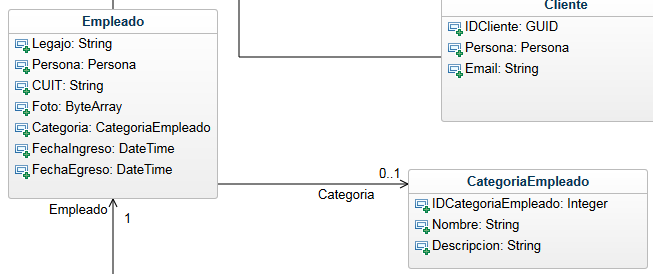 Empleado
Legajo: String
Persona: Persona
CUIT: String
Foto: ByteArray
Categoria: CategoriaEmpleado
FechaIngreso: DateTime
FechaEgreso: DateTime
Cliente
IDCliente: GUID
Persona: Persona
Email: String
0..1
Categoria
Empleado
1
CategoriaEmpleado
IDCategoriaEmpleado: Integer
Nombre: String
Descripcion: String